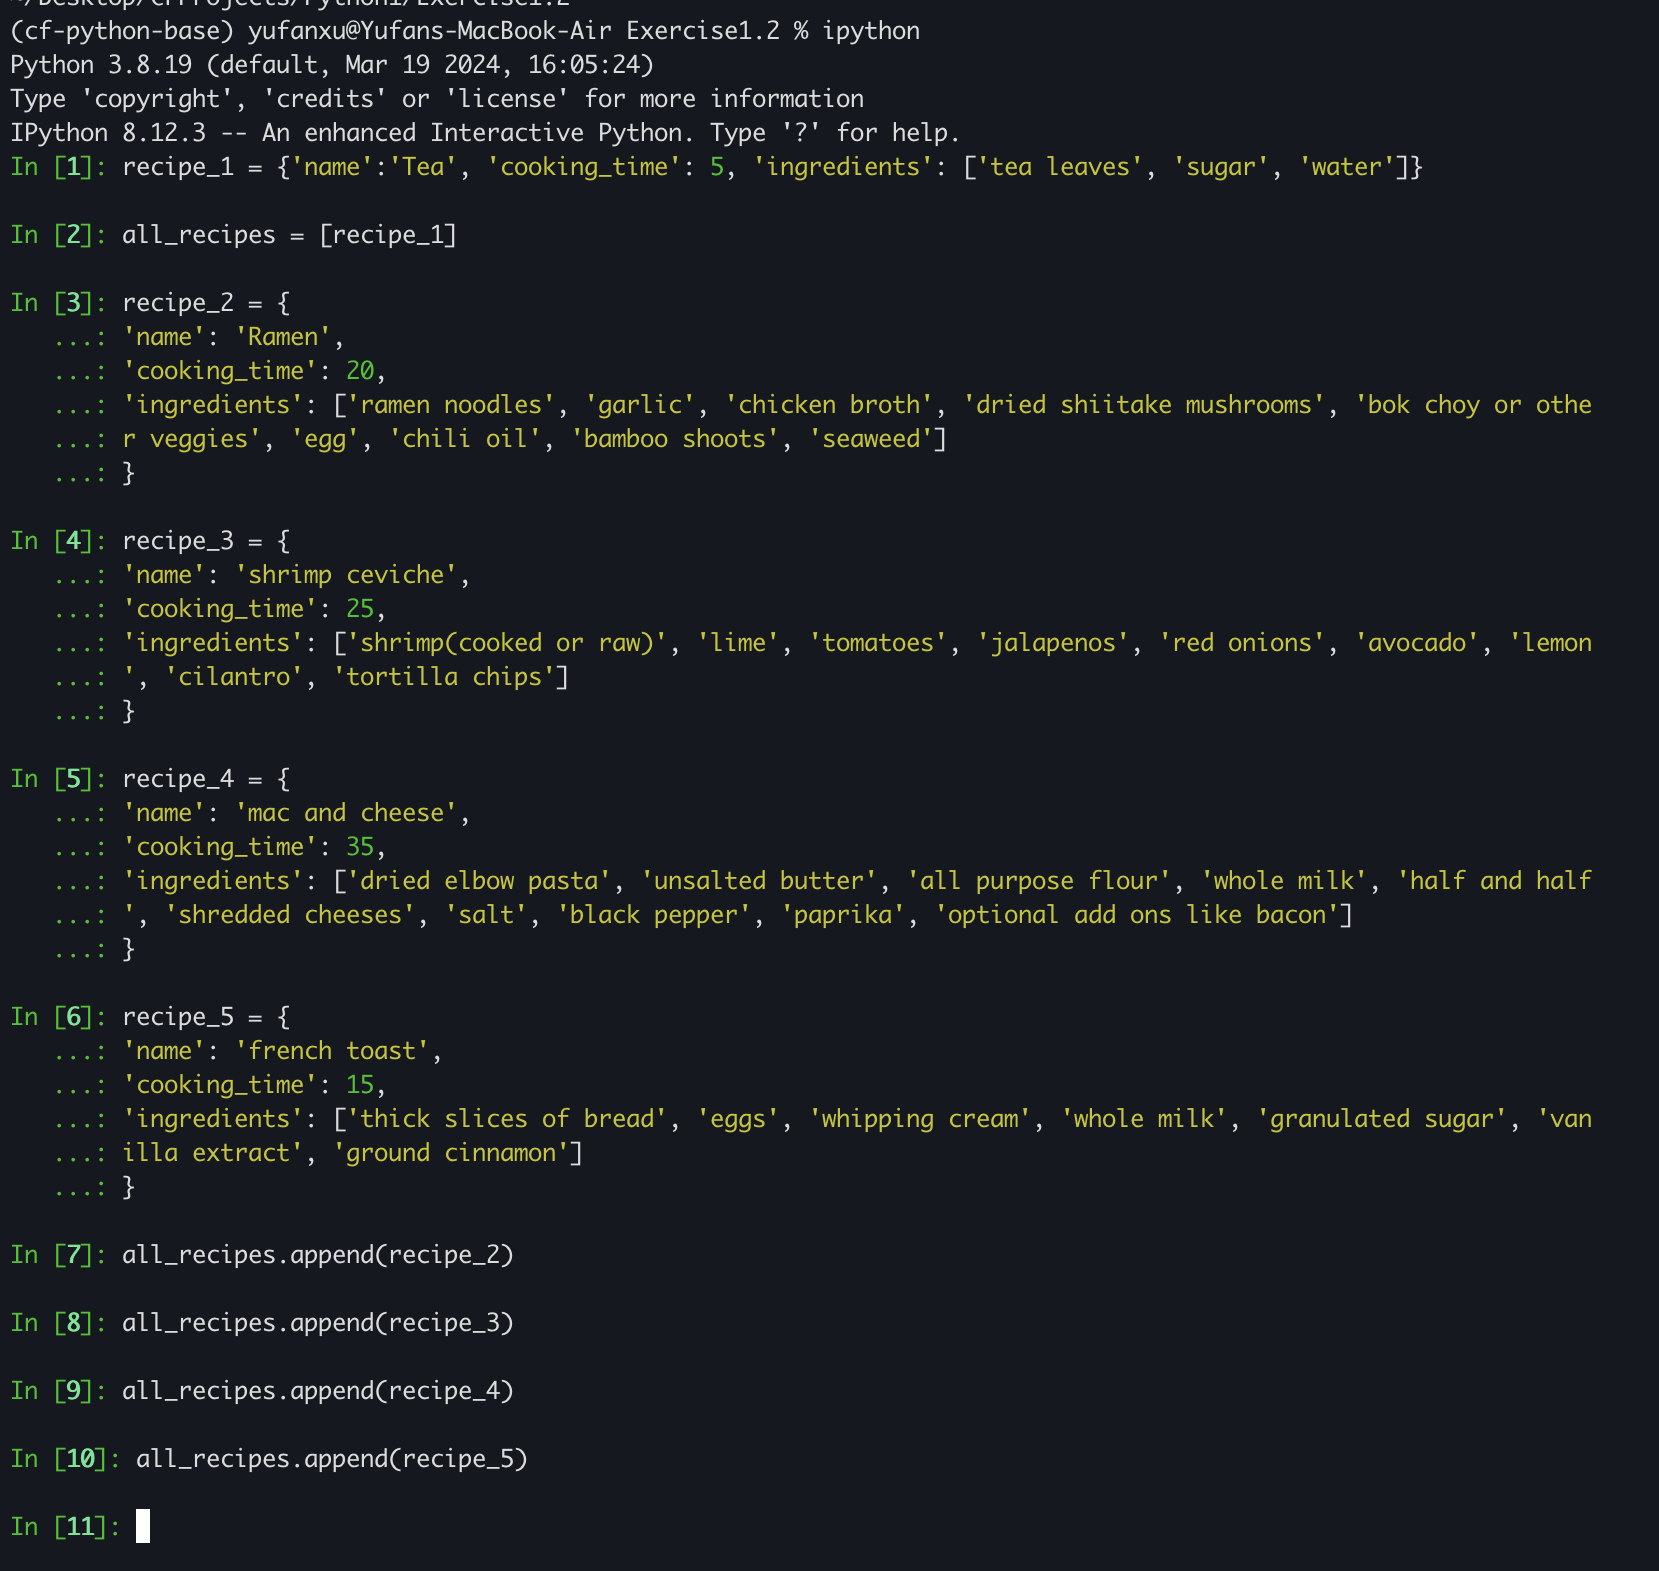 ~/Desktop/CFProjects/Python1/Exercise1.2
(cf-python-base) yufanxu@Yufans-MacBook-Air Exercise1.2 % ipython
Python 3.8.19 (default, Mar 19 2024, 16:05:24)
Type 'copyright', 'credits' or 'license' for more information
IPython 8.12.3 -- An enhanced Interactive Python. Type '?' for help.
In [1]: recipe_1 = {'name':'Tea', 'cooking_time': 5, 'ingredients': ['tea leaves', 'sugar', 'water']}
In [2]: all_recipes = [recipe_1]
In [3]: recipe_2 = {
...: 'name': 'Ramen',
...: 'cooking_time': 20,
...: 'ingredients': ['ramen noodles', 'garlic', 'chicken broth', 'dried shiitake mushrooms', 'bok choy or othe
...: r veggies', 'egg', 'chili oil', 'bamboo shoots', 'seaweed']
...: }
In [4]: recipe_3 = {
...: 'name': 'shrimp ceviche',
...: 'cooking_time': 25,
...: 'ingredients': ['shrimp(cooked or raw)', 'lime', 'tomatoes', 'jalapenos', 'red onions', 'avocado', 'lemon
...: ', 'cilantro', 'tortilla chips']
...: }
In [5]: recipe_4 = {
...: 'name': 'mac and cheese',
...: 'cooking_time': 35,
...: 'ingredients': ['dried elbow pasta', 'unsalted butter', 'all purpose flour', 'whole milk', 'half and half
...: ', 'shredded cheeses', 'salt', 'black pepper', 'paprika', 'optional add ons like bacon']
...: }
In [6]: recipe_5 = {
...: 'name': 'french toast',
...: 'cooking_time': 15,
...: 'ingredients': ['thick slices of bread', 'eggs', 'whipping cream', 'whole milk', 'granulated sugar', 'van
...: illa extract', 'ground cinnamon']
...: }
In [7]: all_recipes.append(recipe_2)
In [8]: all_recipes.append(recipe_3)
In [9]: all_recipes.append(recipe_4)
In [10]: all_recipes.append(recipe_5)
In [11]: